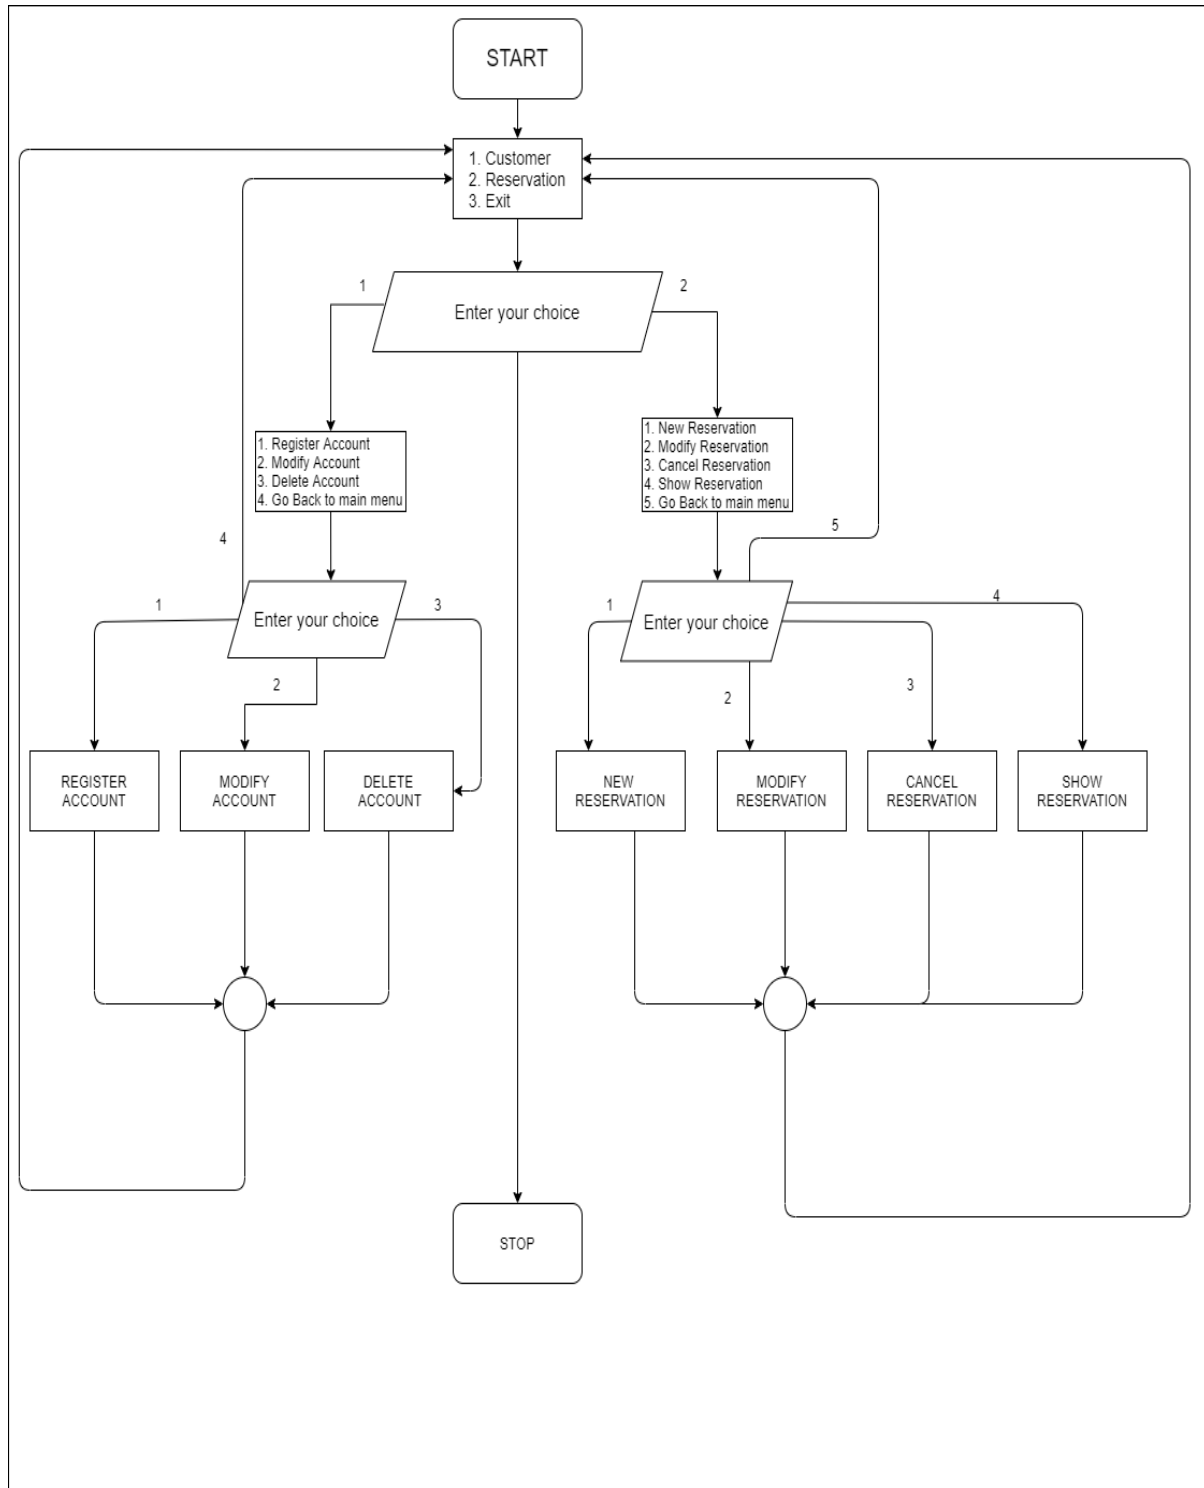 START
1. Customer
2. Reservation
3. Exit
1
2
Enter your choice
1. Register Account
2. Modify Account
3. Delete Account
4. Go Back to main menu
1. New Reservation
2. Modify Reservation
3. Cancel Reservation
4. Show Reservation
5. Go Back to main menu
4
5
1
3
Enter your choice
2
1
4
Enter your choice
2
3
REGISTER
ACCOUNT
MODIFY
ACCOUNT
DELETE
ACCOUNT
NEW
RESERVATION
MODIFY
RESERVATION
CANCEL
RESERVATION
SHOW
RESERVATION
STOP